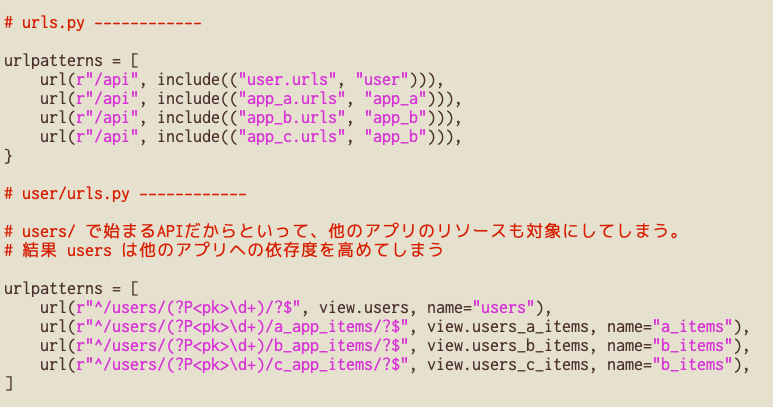 # urls.py ------------
urlpatterns = [
    url(r"/api", include(("user.urls", "user"))),
    url(r"/api", include(("app_a.urls", "app_a"))),
    url(r"/api", include(("app_b.urls", "app_b"))),
    url(r"/api", include(("app_c.urls", "app_b"))),
}
# user/urls.py ------------
# users/ で始まるAPIだからといって、他のアプリのリソースも対象にしてしまう。
# 結果 users は他のアプリへの依存度を高めてしまう
urlpatterns = [
    url(r"^/users/(?P<pk>\d+)/?$", view.users, name="users"),
    url(r"^/users/(?P<pk>\d+)/a_app_items/?$", view.users_a_items, name="a_items"),
    url(r"^/users/(?P<pk>\d+)/b_app_items/?$", view.users_b_items, name="b_items"),
    url(r"^/users/(?P<pk>\d+)/c_app_items/?$", view.users_c_items, name="b_items"),
]